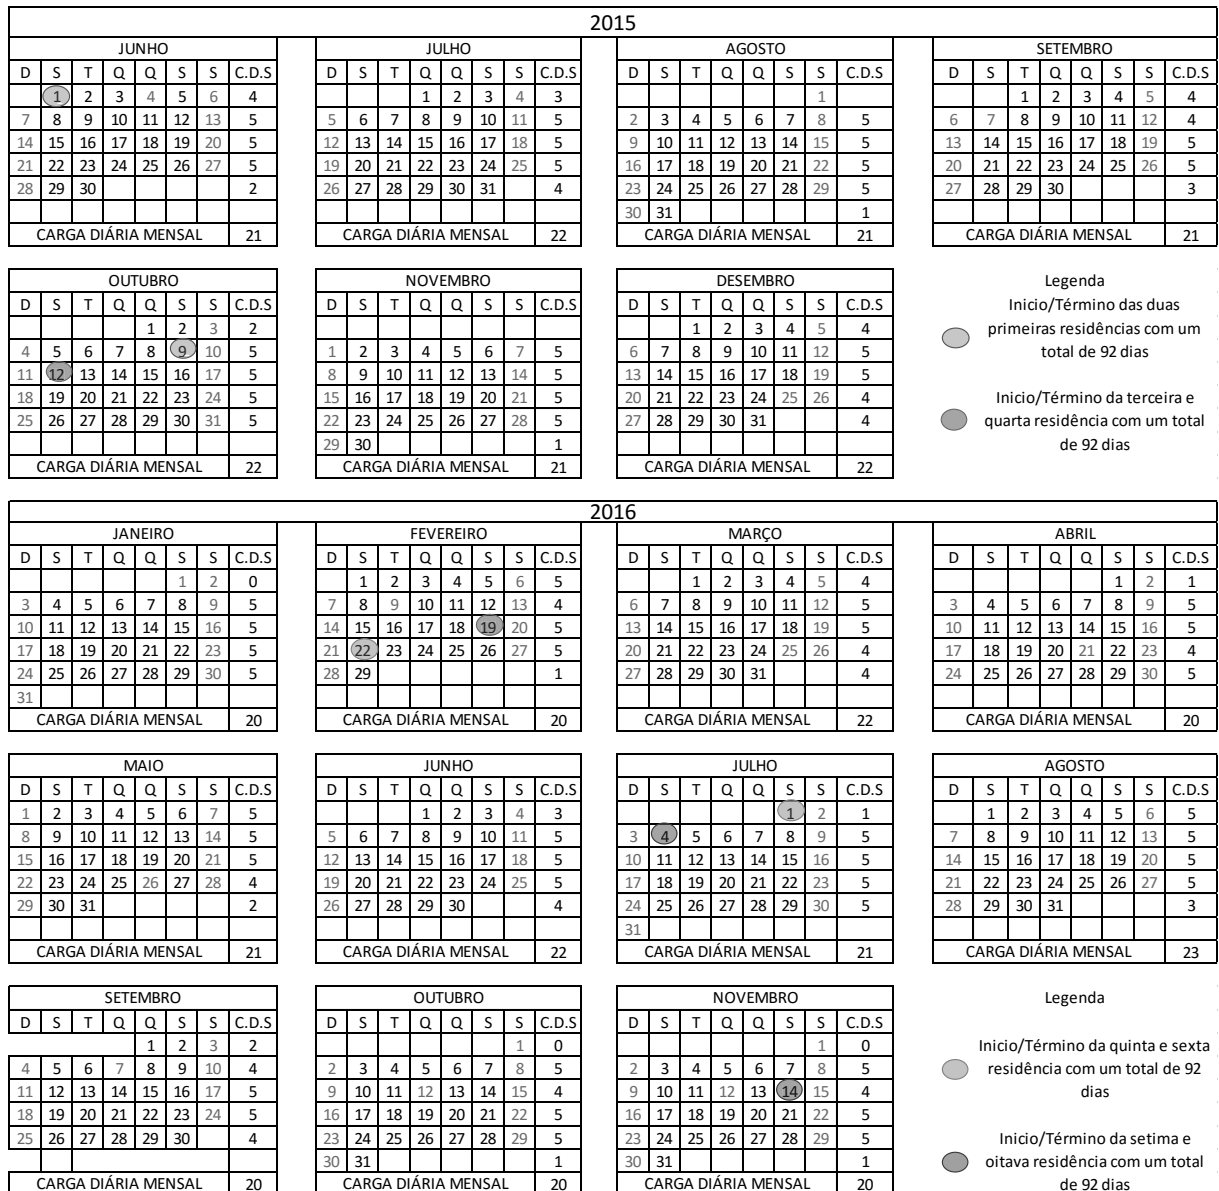 2015
JUNHO
D S T Q Q S S C.D.S
1 2 3 4 5 6 4
7 8 9 10 11 12 13 5
14 15 16 17 18 19 20 5
21 22 23 24 25 26 27 5
28 29 30 2
CARGA DIÁRIA MENSAL 21
JULHO
D S T Q Q S S C.D.S
1 2 3 4 3
5 6 7 8 9 10 11 5
12 13 14 15 16 17 18 5
19 20 21 22 23 24 25 5
26 27 28 29 30 31 4
CARGA DIÁRIA MENSAL 22
AGOSTO
D S T Q Q S S C.D.S
1
2 3 4 5 6 7 8 5
9 10 11 12 13 14 15 5
16 17 18 19 20 21 22 5
23 24 25 26 27 28 29 5
30 31 1
CARGA DIÁRIA MENSAL 21
SETEMBRO
D S T Q Q S S C.D.S
1 2 3 4 5 4
6 7 8 9 10 11 12 4
13 14 15 16 17 18 19 5
20 21 22 23 24 25 26 5
27 28 29 30 3
CARGA DIÁRIA MENSAL 21
OUTUBRO
D S T Q Q S S C.D.S
1 2 3 2
4 5 6 7 8 9 10 5
11 12 13 14 15 16 17 5
18 19 20 21 22 23 24 5
25 26 27 28 29 30 31 5
CARGA DIÁRIA MENSAL 22
NOVEMBRO
D S T Q Q S S C.D.S
1 2 3 4 5 6 7 5
8 9 10 11 12 13 14 5
15 16 17 18 19 20 21 5
22 23 24 25 26 27 28 5
29 30 1
CARGA DIÁRIA MENSAL 21
DESEMBRO
D S T Q Q S S C.D.S
1 2 3 4 5 4
6 7 8 9 10 11 12 5
13 14 15 16 17 18 19 5
20 21 22 23 24 25 26 4
27 28 29 30 31 4
CARGA DIÁRIA MENSAL 22
Legenda
Inicio/Término das duas
primeiras residências com um
total de 92 dias
Inicio/Término da terceira e
quarta residência com um total
de 92 dias
2016
JANEIRO
D S T Q Q S S C.D.S
1 2 0
3 4 5 6 7 8 9 5
10 11 12 13 14 15 16 5
17 18 19 20 21 22 23 5
24 25 26 27 28 29 30 5
31
CARGA DIÁRIA MENSAL 20
FEVEREIRO
D S T Q Q S S C.D.S
1 2 3 4 5 6 5
7 8 9 10 11 12 13 4
14 15 16 17 18 19 20 5
21 22 23 24 25 26 27 5
28 29 1
CARGA DIÁRIA MENSAL 20
MARÇO
D S T Q Q S S C.D.S
1 2 3 4 5 4
6 7 8 9 10 11 12 5
13 14 15 16 17 18 19 5
20 21 22 23 24 25 26 4
27 28 29 30 31 4
CARGA DIÁRIA MENSAL 22
ABRIL
D S T Q Q S S C.D.S
1 2 1
3 4 5 6 7 8 9 5
10 11 12 13 14 15 16 5
17 18 19 20 21 22 23 4
24 25 26 27 28 29 30 5
CARGA DIÁRIA MENSAL 20
MAIO
D S T Q Q S S C.D.S
1 2 3 4 5 6 7 5
8 9 10 11 12 13 14 5
15 16 17 18 19 20 21 5
22 23 24 25 26 27 28 4
29 30 31 2
CARGA DIÁRIA MENSAL 21
JUNHO
D S T Q Q S S C.D.S
1 2 3 4 3
5 6 7 8 9 10 11 5
12 13 14 15 16 17 18 5
19 20 21 22 23 24 25 5
26 27 28 29 30 4
CARGA DIÁRIA MENSAL 22
JULHO
D S T Q Q S S C.D.S
1 2 1
3 4 5 6 7 8 9 5
10 11 12 13 14 15 16 5
17 18 19 20 21 22 23 5
24 25 26 27 28 29 30 5
31
CARGA DIÁRIA MENSAL 21
AGOSTO
D S T Q Q S S C.D.S
1 2 3 4 5 6 5
7 8 9 10 11 12 13 5
14 15 16 17 18 19 20 5
21 22 23 24 25 26 27 5
28 29 30 31 3
CARGA DIÁRIA MENSAL 23
SETEMBRO
D S T Q Q S S C.D.S
1 2 3 2
4 5 6 7 8 9 10 4
11 12 13 14 15 16 17 5
18 19 20 21 22 23 24 5
25 26 27 28 29 30 4
CARGA DIÁRIA MENSAL 20
OUTUBRO
D S T Q Q S S C.D.S
1 0
2 3 4 5 6 7 8 5
9 10 11 12 13 14 15 4
16 17 18 19 20 21 22 5
23 24 25 26 27 28 29 5
30 31 1
CARGA DIÁRIA MENSAL 20
NOVEMBRO
D S T Q Q S S C.D.S
1 0
2 3 4 5 6 7 8 5
9 10 11 12 13 14 15 4
16 17 18 19 20 21 22 5
23 24 25 26 27 28 29 5
30 31 1
CARGA DIÁRIA MENSAL 20
Legenda
Inicio/Término da quinta e sexta
residência com um total de 92
dias
Inicio/Término da setima e
oitava residência com um total
de 92 dias